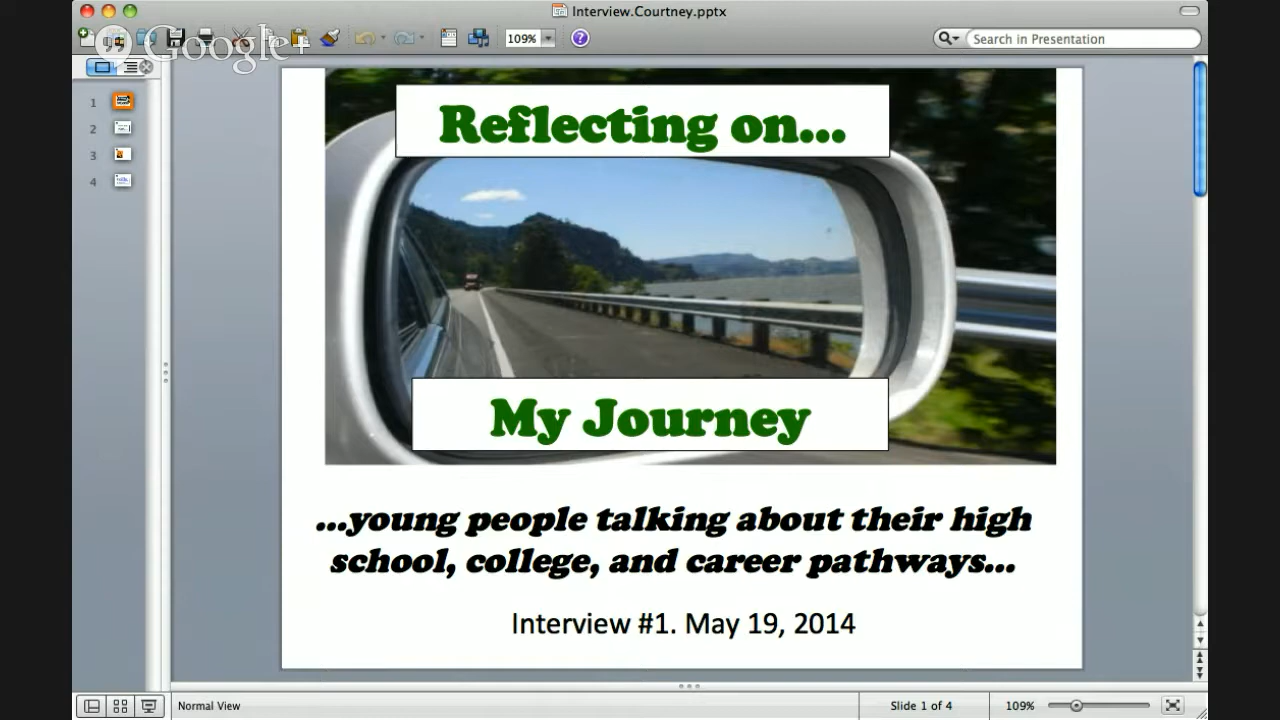 Interview.Courtney.pptx
Google+
109%
Search in Presentation
1
2
3
4
Reflecting on...
My Journey
...young people talking about their high
school, college, and career pathways...
Interview #1. May 19, 2014
Normal View
Slide 1 of 4
109%